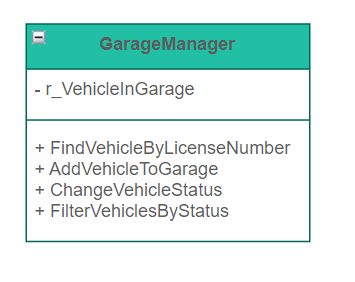 GarageManager
- r_VehicleInGarage
+ FindVehicleByLicenseNumber
+ AddVehicleToGarage
+ ChangeVehicleStatus
+ FilterVehiclesByStatus